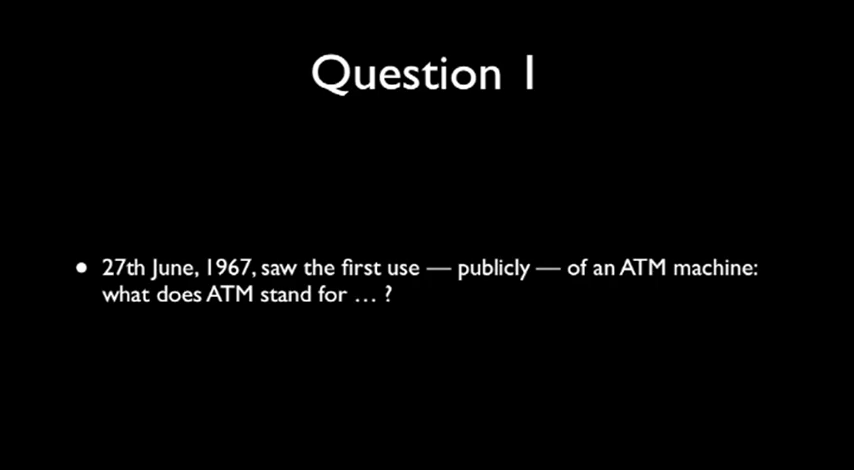 Question 1
• 27th June, 1967, saw the first use — publicly — of an ATM machine:
what does ATM stand for … ?